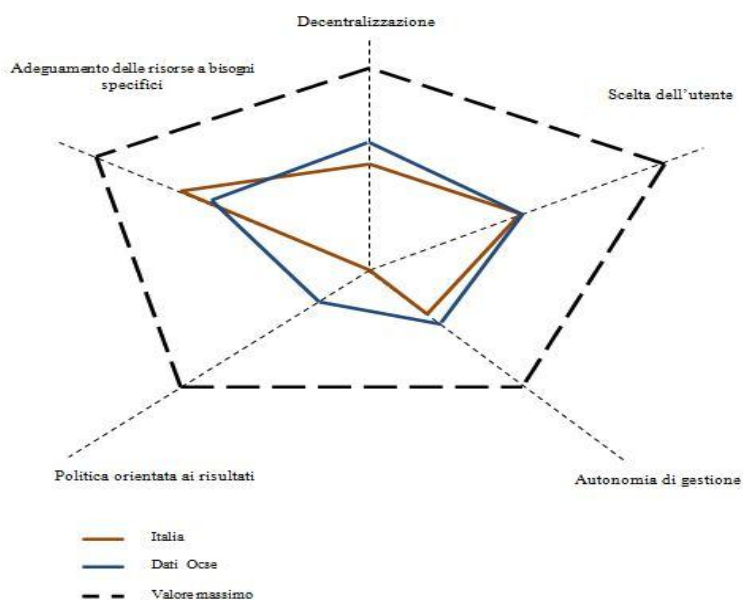 Decentralizzazione
Adeguamento delle risorse a bisogni
specifici
Scelta dell'utente
Politica orientata ai risultati
Autonomia di gestione
Italia
Dati Ocse
Valore massimo